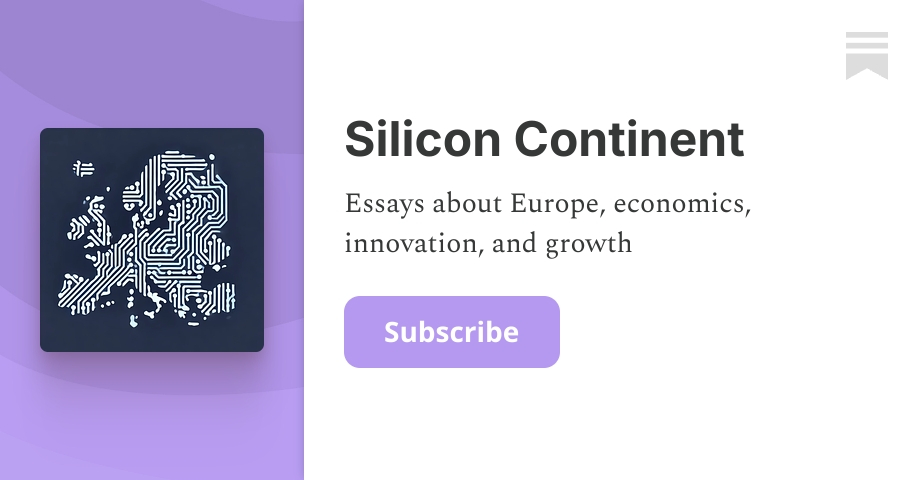 Silicon Continent
Essays about Europe, economics,
innovation, and growth
Subscribe